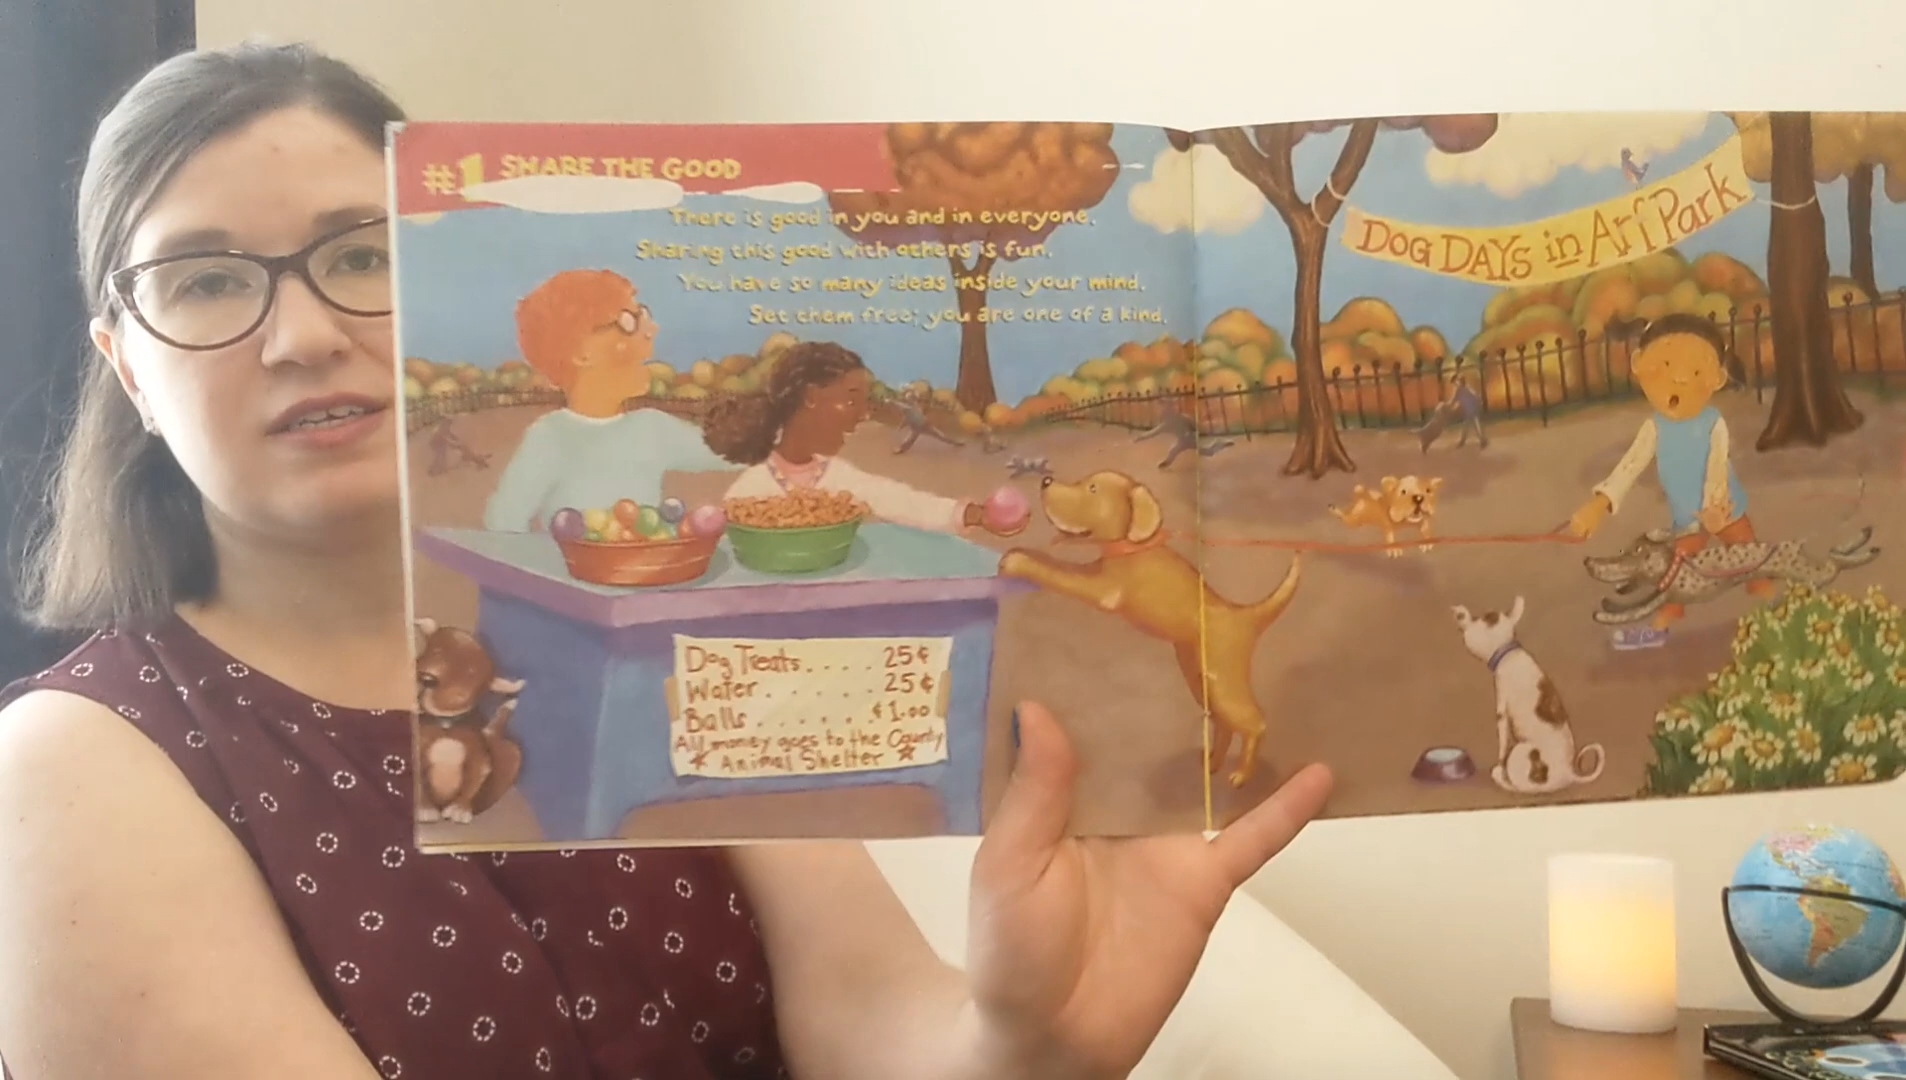 #1 SHARE THE GOOD
There is good in you and in everyone.
Sharing this good with others is fun.
You have so many ideas inside your mind.
Set them free; you are one of a kind.
DOG DAYS in Arf Park
Dog Treats.... 25¢
Water...... 25¢
Balls...... $1.00
All money goes to the County
Animal Shelter